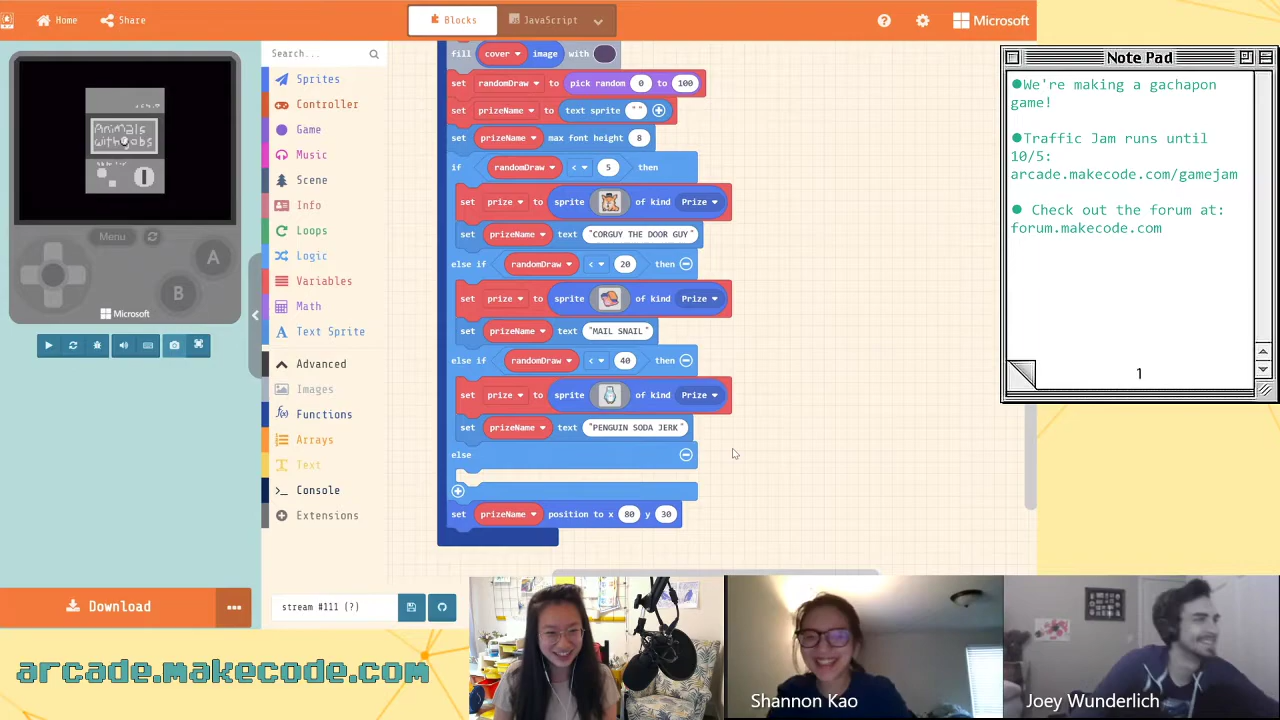 Home
Share
Blocks
JavaScript
Microsoft
Animals
with jobs
Menu
A
B
Microsoft
Download
stream #111 (?)
arcade.makecode.com
Search...
Sprites
Controller
Game
Music
Scene
Info
Loops
Logic
Variables
Math
Text Sprite
Advanced
Images
Functions
Arrays
Text
Console
Extensions
fill cover image with
set randomDraw to pick random 0 to 100
set prizeName to text sprite " "
set prizeName max font height 8
if randomDraw < 5 then
set prize to sprite of kind Prize
set prizeName text "CORGUY THE DOOR GUY"
else if randomDraw < 20 then
set prize to sprite of kind Prize
set prizeName text "MAIL SNAIL"
else if randomDraw < 40 then
set prize to sprite of kind Prize
set prizeName text "PENGUIN SODA JERK"
else
set prizeName position to x 80 y 30
Note Pad
●We're making a gachapon
game!
●Traffic Jam runs until
10/5:
arcade.makecode.com/gamejam
● Check out the forum at:
forum.makecode.com
1
Shannon Kao
Joey Wunderlich